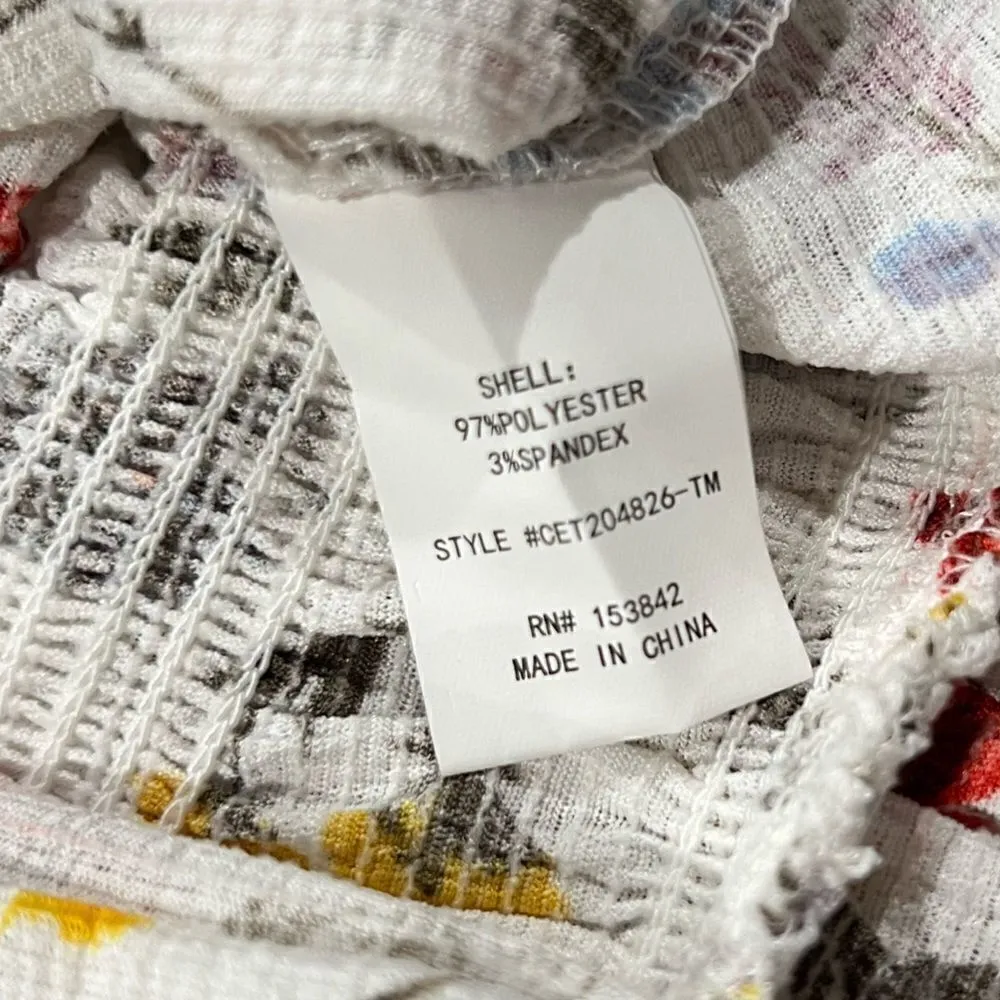 SHELL:
97%POLYESTER
3%SPANDEX
STYLE #CET204826-TM
RN# 153842
MADE IN CHINA